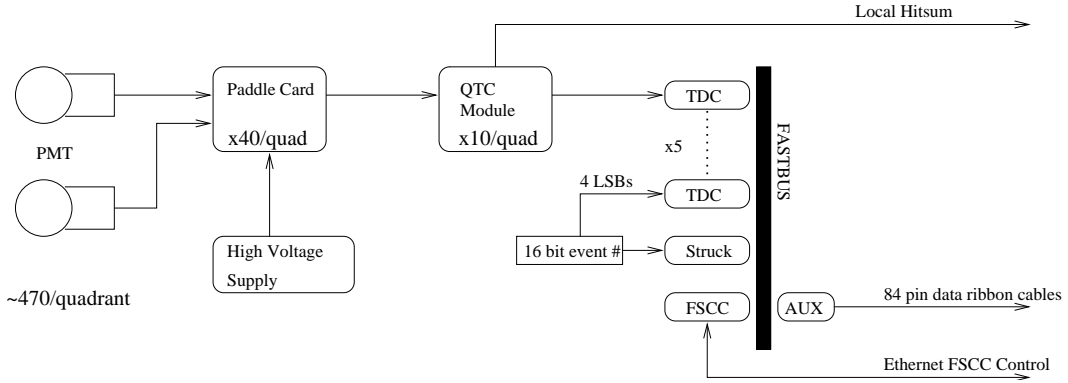 Local Hitsum
Paddle Card
x40/quad
QTC
Module
x10/quad
TDC
x5
PMT
4 LSBs
TDC
FASTBUS
High Voltage
Supply
16 bit event #
Struck
~470/quadrant
FSCC
AUX
84 pin data ribbon cables
Ethernet FSCC Control